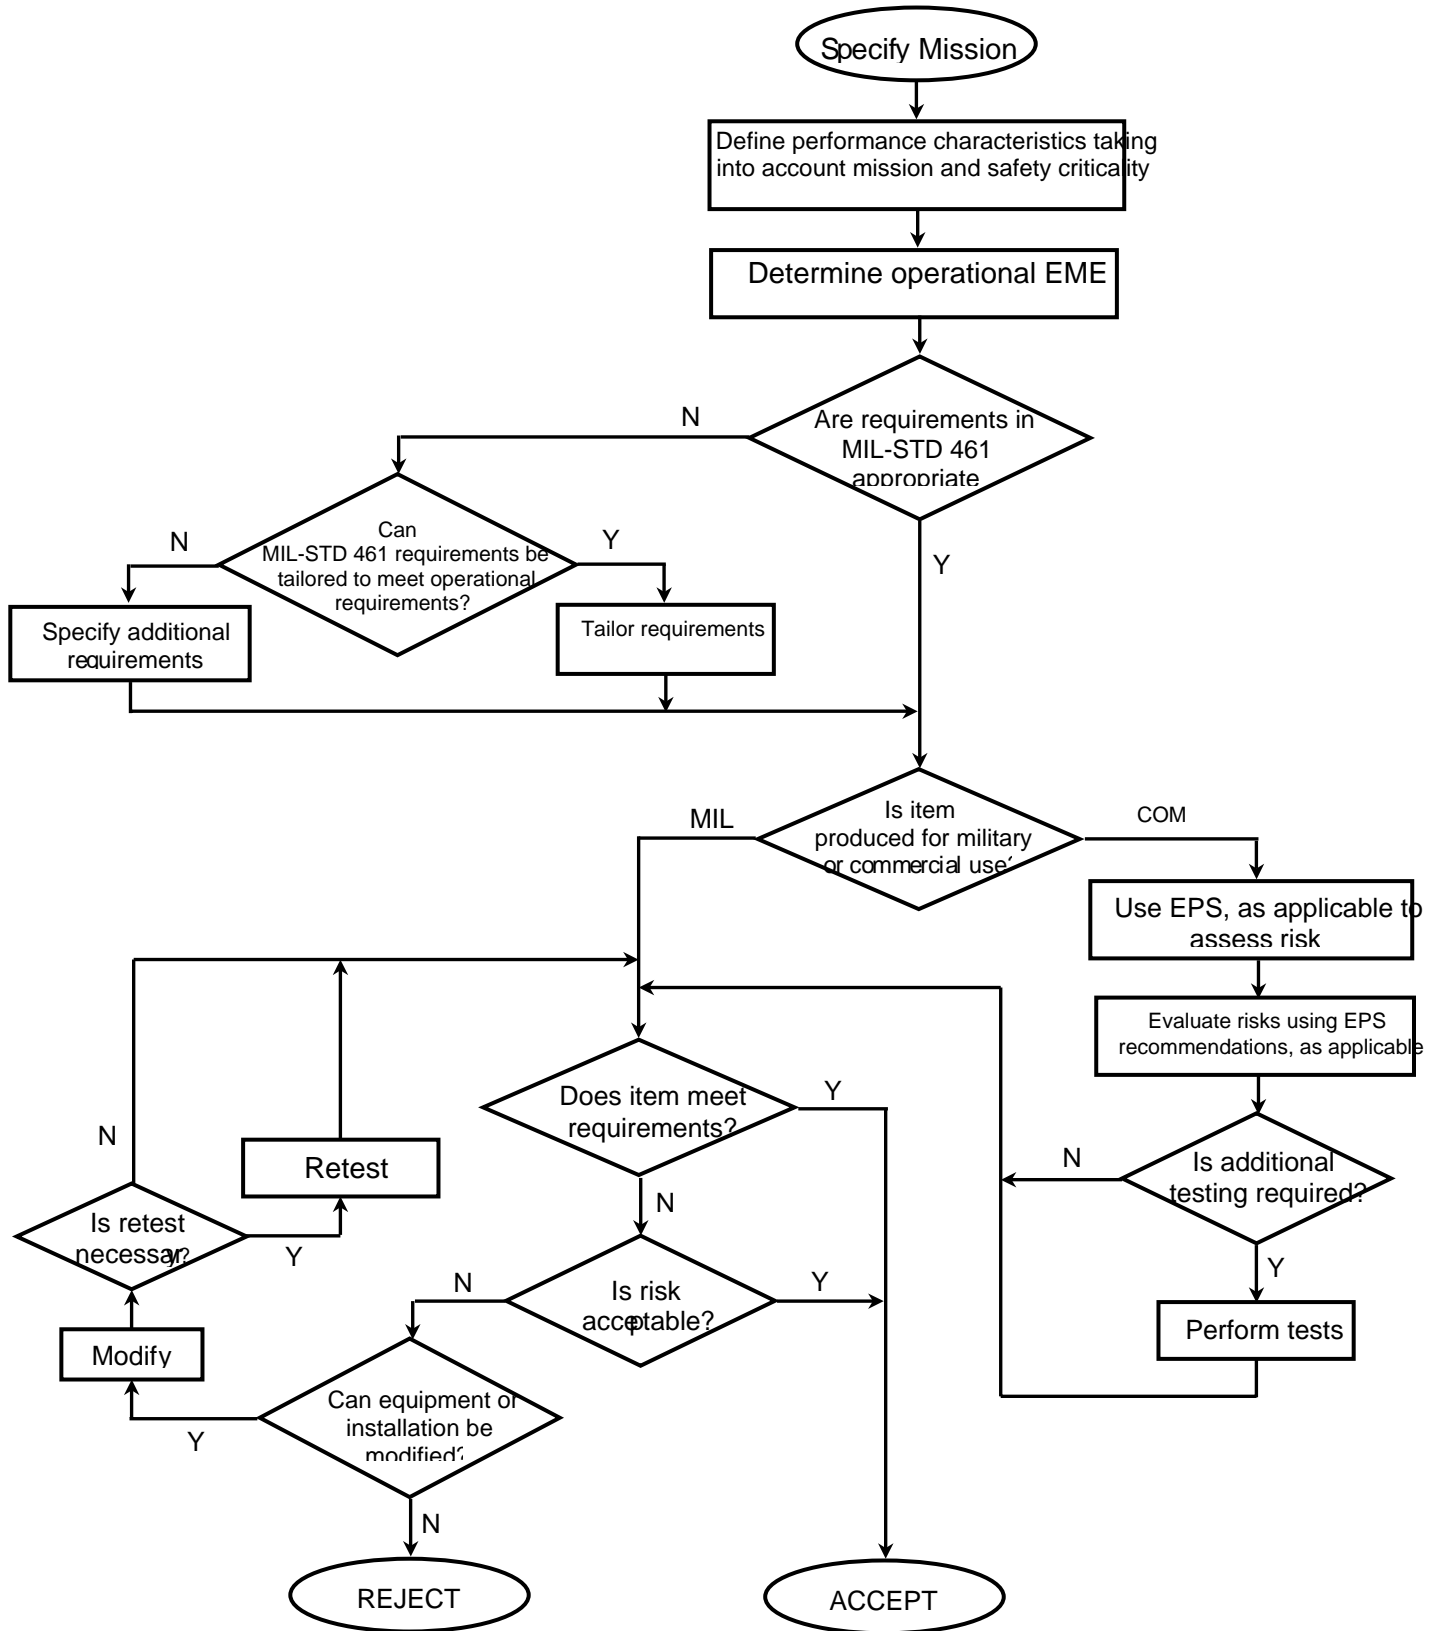 Specify Mission
Define performance characteristics taking
into account mission and safety criticality
Determine operational EME
Are requirements in
MIL-STD 461
appropriate
N
Y
Can
MIL-STD 461 requirements be
tailored to meet operational
requirements?
N
Y
Specify additional
requirements
Tailor requirements
Is item
produced for military
or commercial use?
MIL
COM
Use EPS, as applicable to
assess risk
Evaluate risks using EPS
recommendations, as applicable
Does item meet
requirements?
Y
N
Is additional
testing required?
N
Y
Perform tests
N
Retest
Is retest
necessary?
Y
Is risk
acceptable?
N
Y
Modify
Can equipment or
installation be
modified?
Y
N
REJECT
ACCEPT